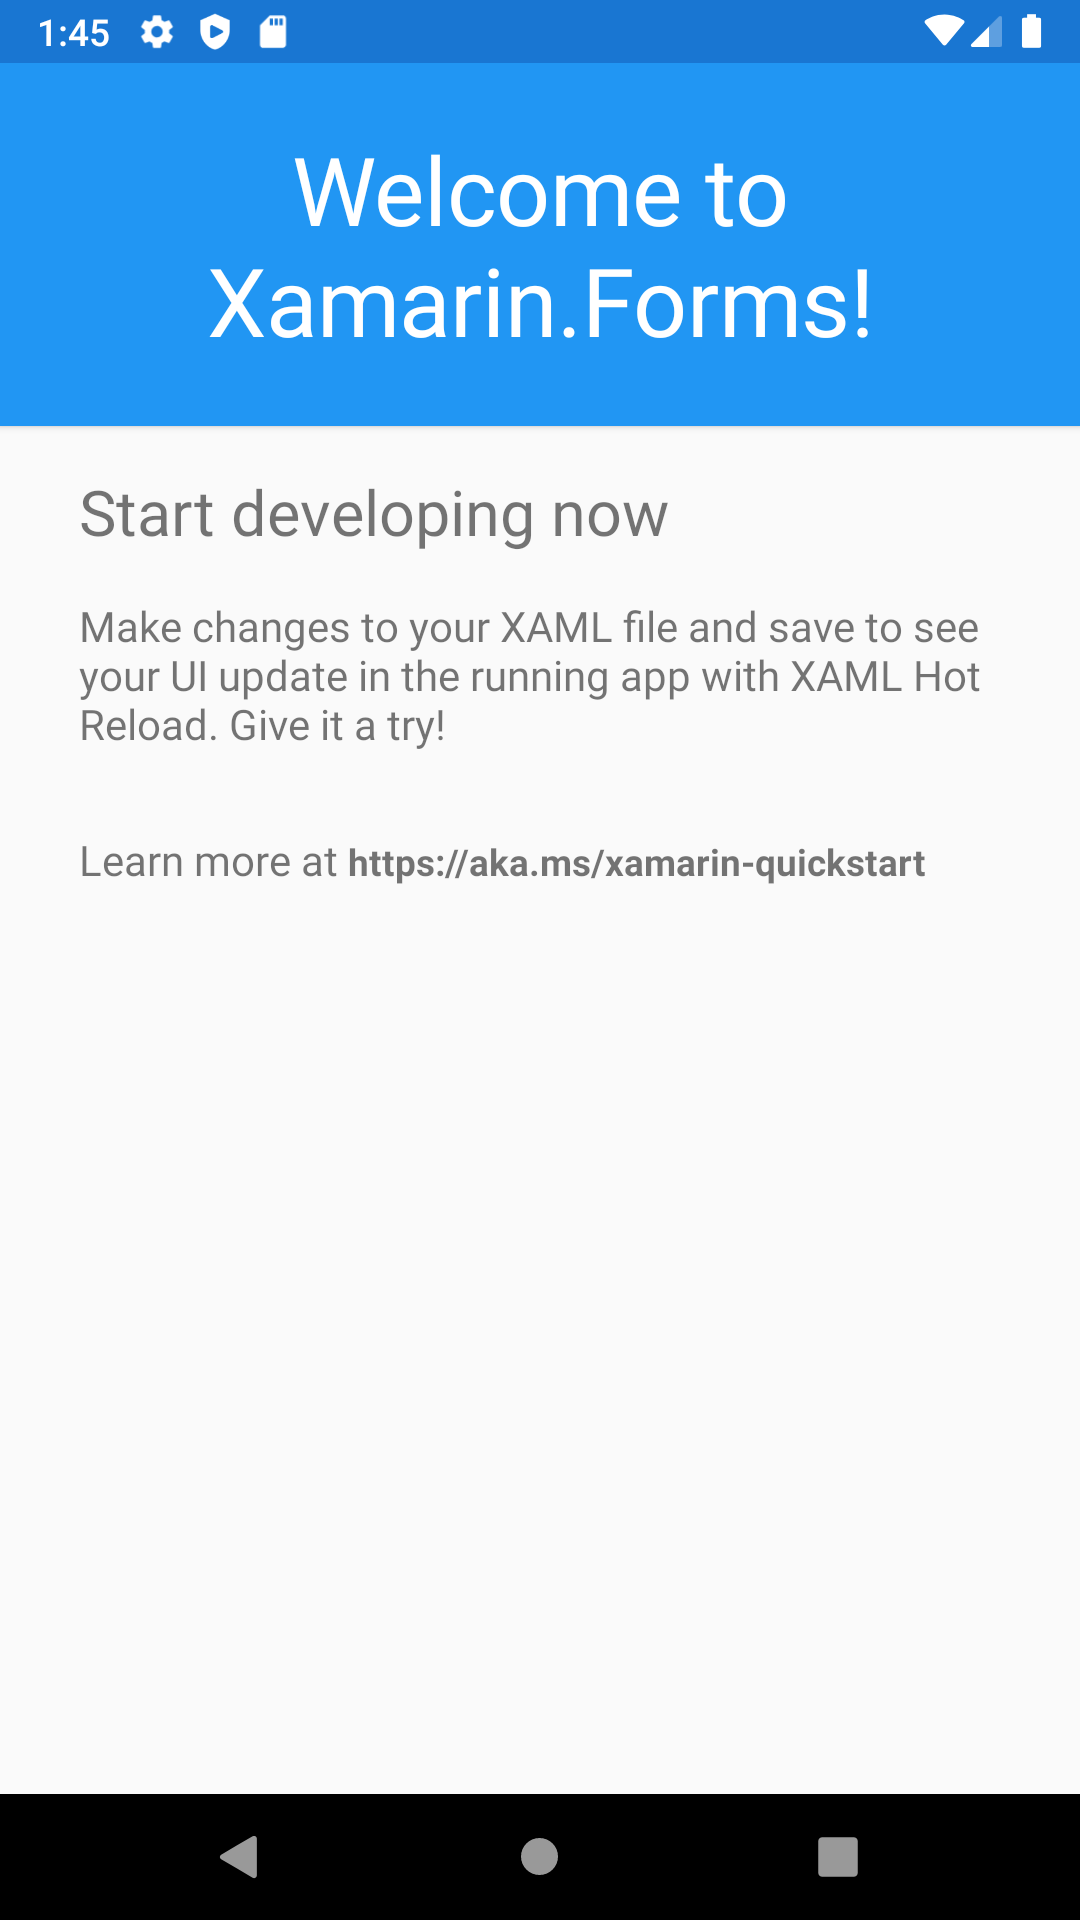 1:45
Welcome to
Xamarin.Forms!
Start developing now
Make changes to your XAML file and save to see
your UI update in the running app with XAML Hot
Reload. Give it a try!
Learn more at https://aka.ms/xamarin-quickstart